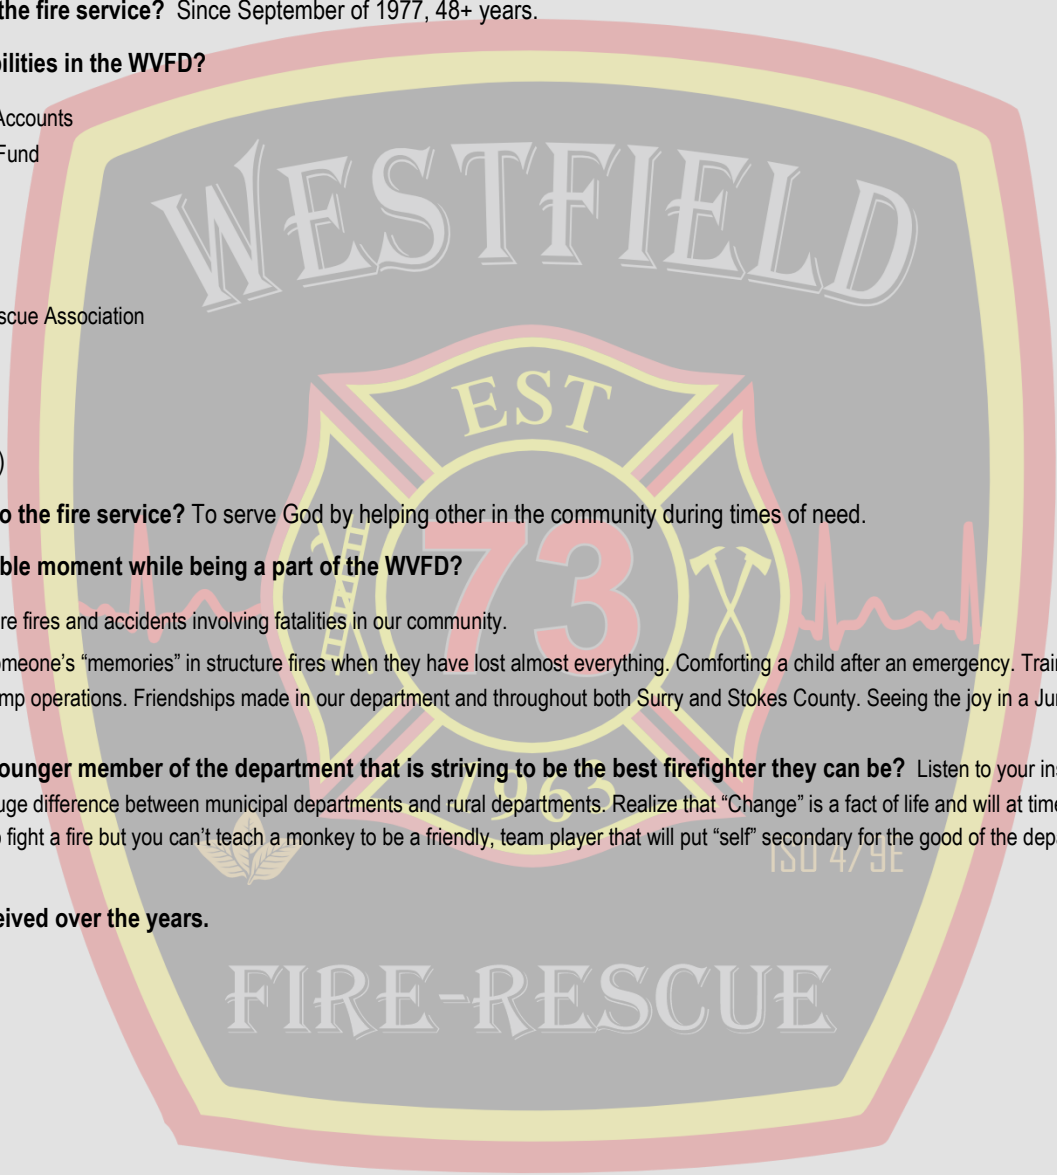 the fire service? Since September of 1977, 48+ years.
bilities in the WVFD?
Accounts
Fund
WESTFIELD
scue Association
EST
)
o the fire service? To serve God by helping other in the community during times of need.
73
ble moment while being a part of the WVFD?
re fires and accidents involving fatalities in our community.
omeone’s “memories” in structure fires when they have lost almost everything. Comforting a child after an emergency. Train
mp operations. Friendships made in our department and throughout both Surry and Stokes County. Seeing the joy in a Ju
ounger member of the department that is striving to be the best firefighter they can be? Listen to your ins
1963
uge difference between municipal departments and rural departments. Realize that “Change” is a fact of life and will at time
o fight a fire but you can’t teach a monkey to be a friendly, team player that will put “self” secondary for the good of the depa
ISO 4/9E
eived over the years.
FIRE-RESCUE